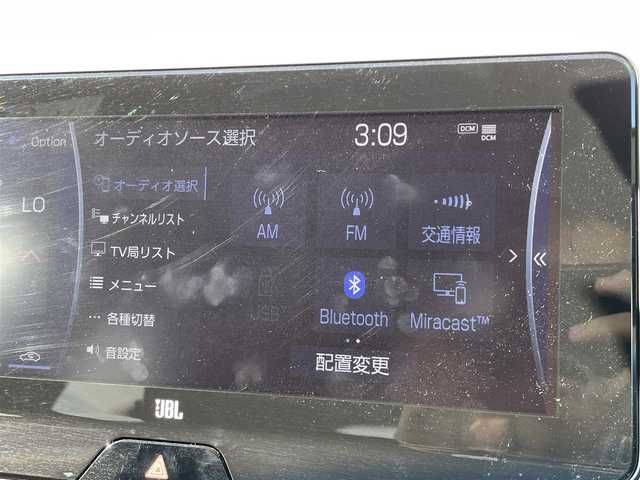 オーディオソース選択 3:09 DCM DCM
Option
LO
オーディオ選択
チャンネルリスト
TV局リスト
メニュー
各種切替
音設定
AM FM 交通情報
USB Bluetooth Miracast™
配置変更
JBL